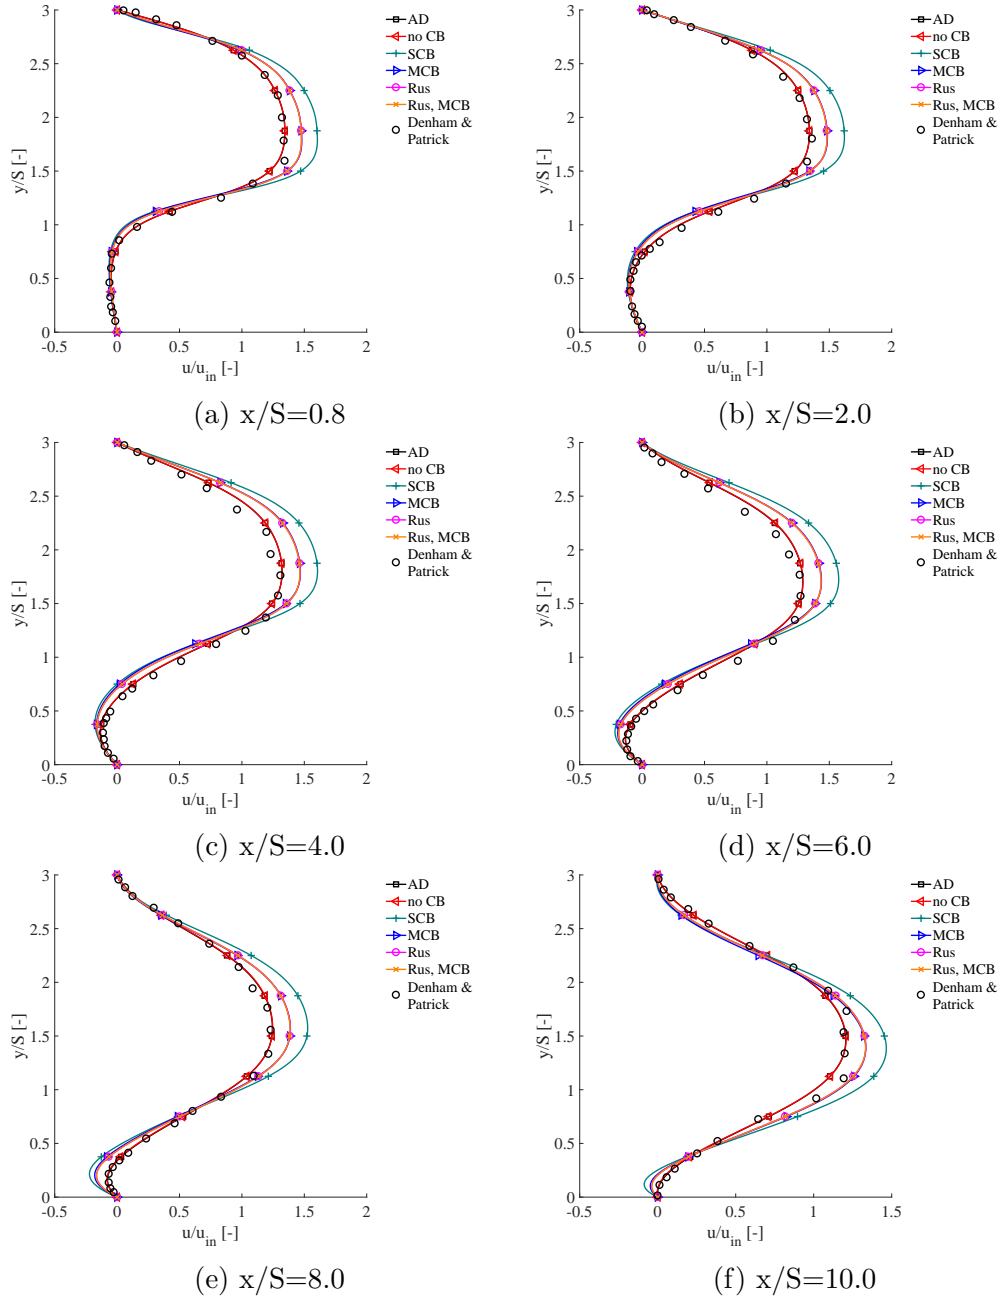 3
2.5
2
1.5
1
0.5
0
-0.5
0
0.5
1
1.5
2
y/S [-]
u/u_in [-]
AD
no CB
SCB
MCB
Rus
Rus, MCB
Denham &
Patrick
(a) x/S=0.8
3
2.5
2
1.5
1
0.5
0
-0.5
0
0.5
1
1.5
2
y/S [-]
u/u_in [-]
AD
no CB
SCB
MCB
Rus
Rus, MCB
Denham &
Patrick
(b) x/S=2.0
3
2.5
2
1.5
1
0.5
0
-0.5
0
0.5
1
1.5
2
y/S [-]
u/u_in [-]
AD
no CB
SCB
MCB
Rus
Rus, MCB
Denham &
Patrick
(c) x/S=4.0
3
2.5
2
1.5
1
0.5
0
-0.5
0
0.5
1
1.5
2
y/S [-]
u/u_in [-]
AD
no CB
SCB
MCB
Rus
Rus, MCB
Denham &
Patrick
(d) x/S=6.0
3
2.5
2
1.5
1
0.5
0
-0.5
0
0.5
1
1.5
2
y/S [-]
u/u_in [-]
AD
no CB
SCB
MCB
Rus
Rus, MCB
Denham &
Patrick
(e) x/S=8.0
3
2.5
2
1.5
1
0.5
0
-0.5
0
0.5
1
1.5
2
y/S [-]
u/u_in [-]
AD
no CB
SCB
MCB
Rus
Rus, MCB
Denham &
Patrick
(f) x/S=10.0